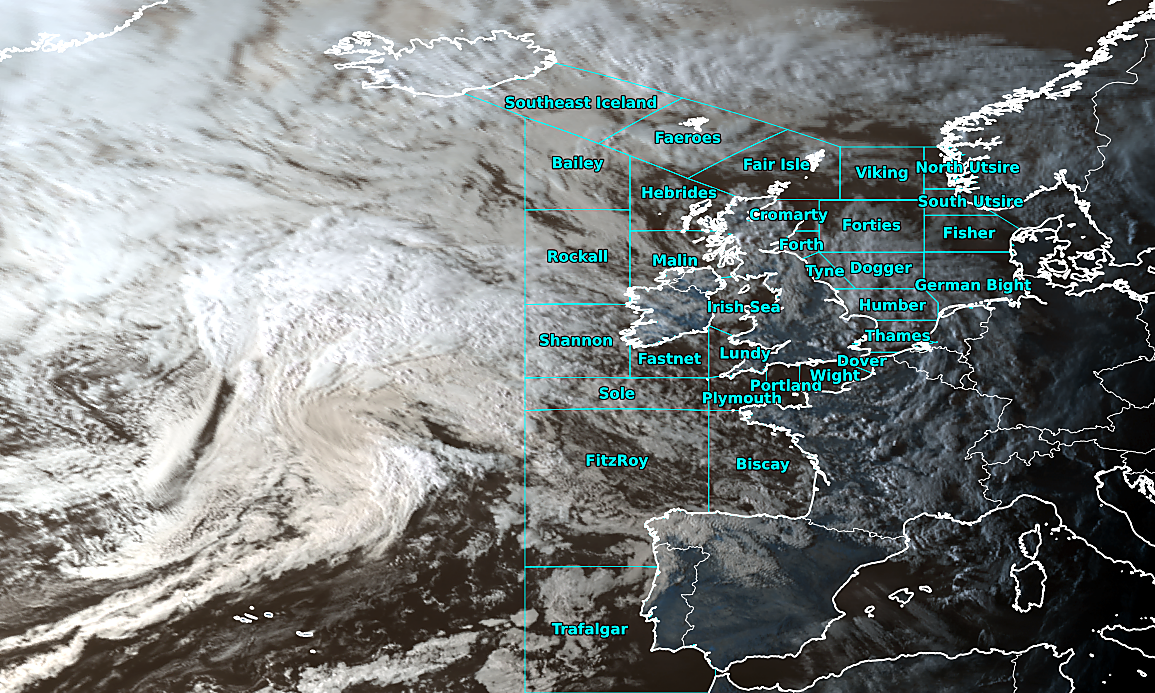 Southeast Iceland
Faeroes
Bailey
Fair Isle
Viking
North Utsire
Hebrides
South Utsire
Cromarty
Forties
Fisher
Forth
Rockall
Malin
Tyne
Dogger
German Bight
Irish Sea
Humber
Shannon
Thames
Fastnet
Lundy
Dover
Wight
Portland
Sole
Plymouth
FitzRoy
Biscay
Trafalgar